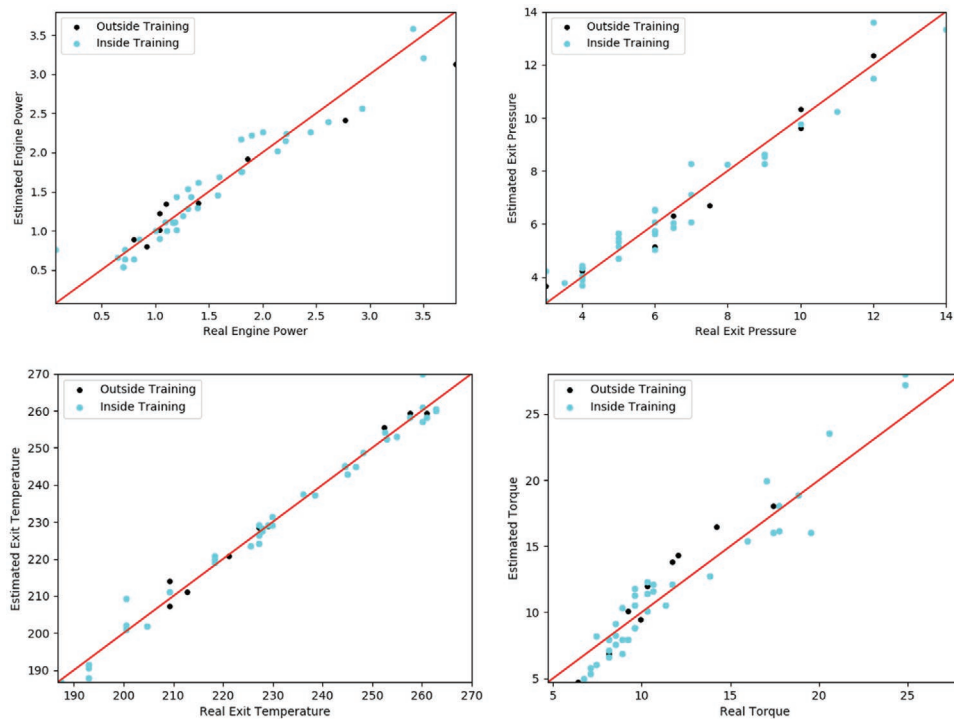 Outside Training
Inside Training
3.5
3.0
2.5
2.0
1.5
1.0
0.5
Estimated Engine Power
0.5 1.0 1.5 2.0 2.5 3.0 3.5
Real Engine Power
Outside Training
Inside Training
14
12
10
8
6
4
Estimated Exit Pressure
4 6 8 10 12 14
Real Exit Pressure
Outside Training
Inside Training
270
260
250
240
230
220
210
200
190
Estimated Exit Temperature
190 200 210 220 230 240 250 260 270
Real Exit Temperature
Outside Training
Inside Training
25
20
15
10
5
Estimated Torque
5 10 15 20 25
Real Torque